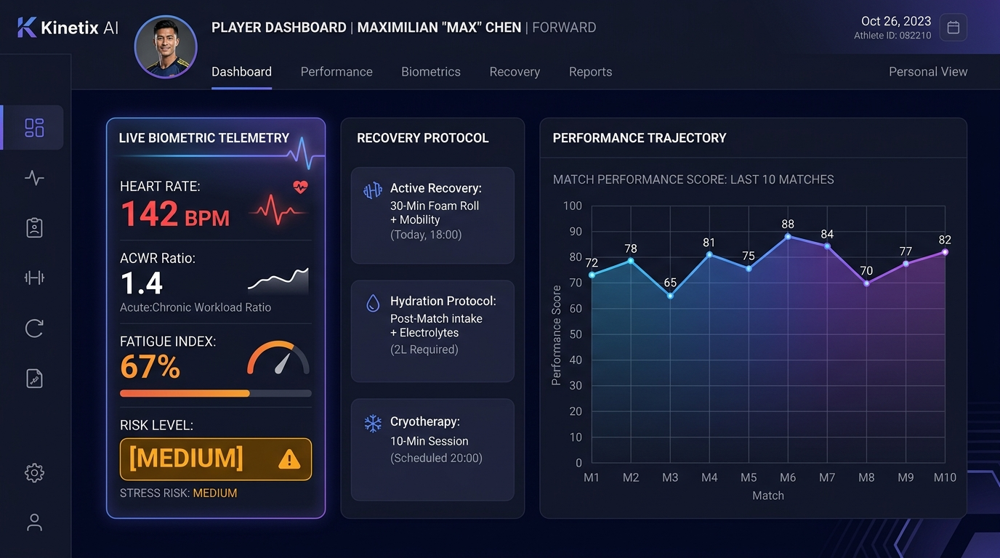 Kinetix AI
PLAYER DASHBOARD | MAXIMILIAN "MAX" CHEN | FORWARD
Oct 26, 2023
Athlete ID: 082210
Dashboard
Performance
Biometrics
Recovery
Reports
Personal View
LIVE BIOMETRIC TELEMETRY
HEART RATE:
142 BPM
ACWR Ratio:
1.4
Acute:Chronic Workload Ratio
FATIGUE INDEX:
67%
RISK LEVEL:
[MEDIUM]
STRESS RISK: MEDIUM
RECOVERY PROTOCOL
Active Recovery:
30-Min Foam Roll
+ Mobility
(Today, 18:00)
Hydration Protocol:
Post-Match intake
+ Electrolytes
(2L Required)
Cryotherapy:
10-Min Session
(Scheduled 20:00)
PERFORMANCE TRAJECTORY
MATCH PERFORMANCE SCORE: LAST 10 MATCHES
Performance Score
100
90
80
70
60
50
40
30
20
10
0
72
78
65
81
75
88
84
70
77
82
M1
M2
M3
M4
M5
M6
M7
M8
M9
M10
Match